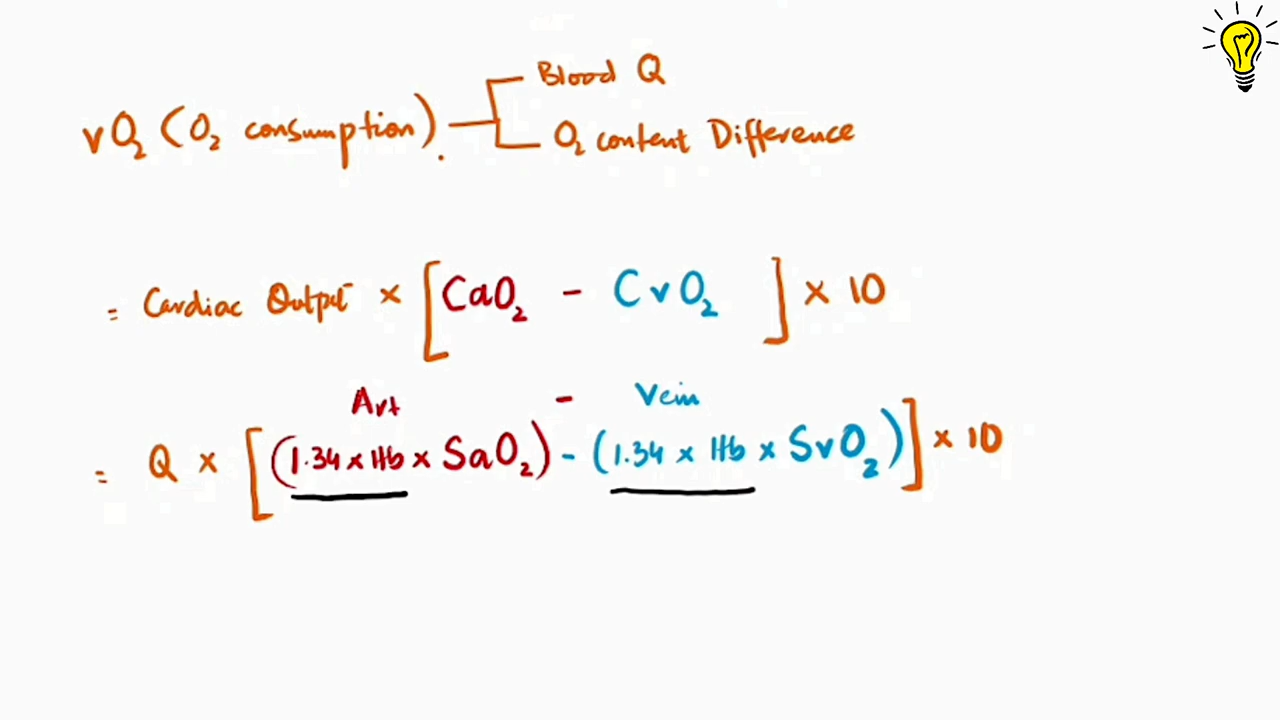 Blood Q
vO₂ (O₂ consumption).
O₂ content Difference
= Cardiac Output × [CaO₂ - CvO₂] × 10
Art - Vein
= Q × [(1.34 × Hb × SaO₂) - (1.34 × Hb × SvO₂)] × 10